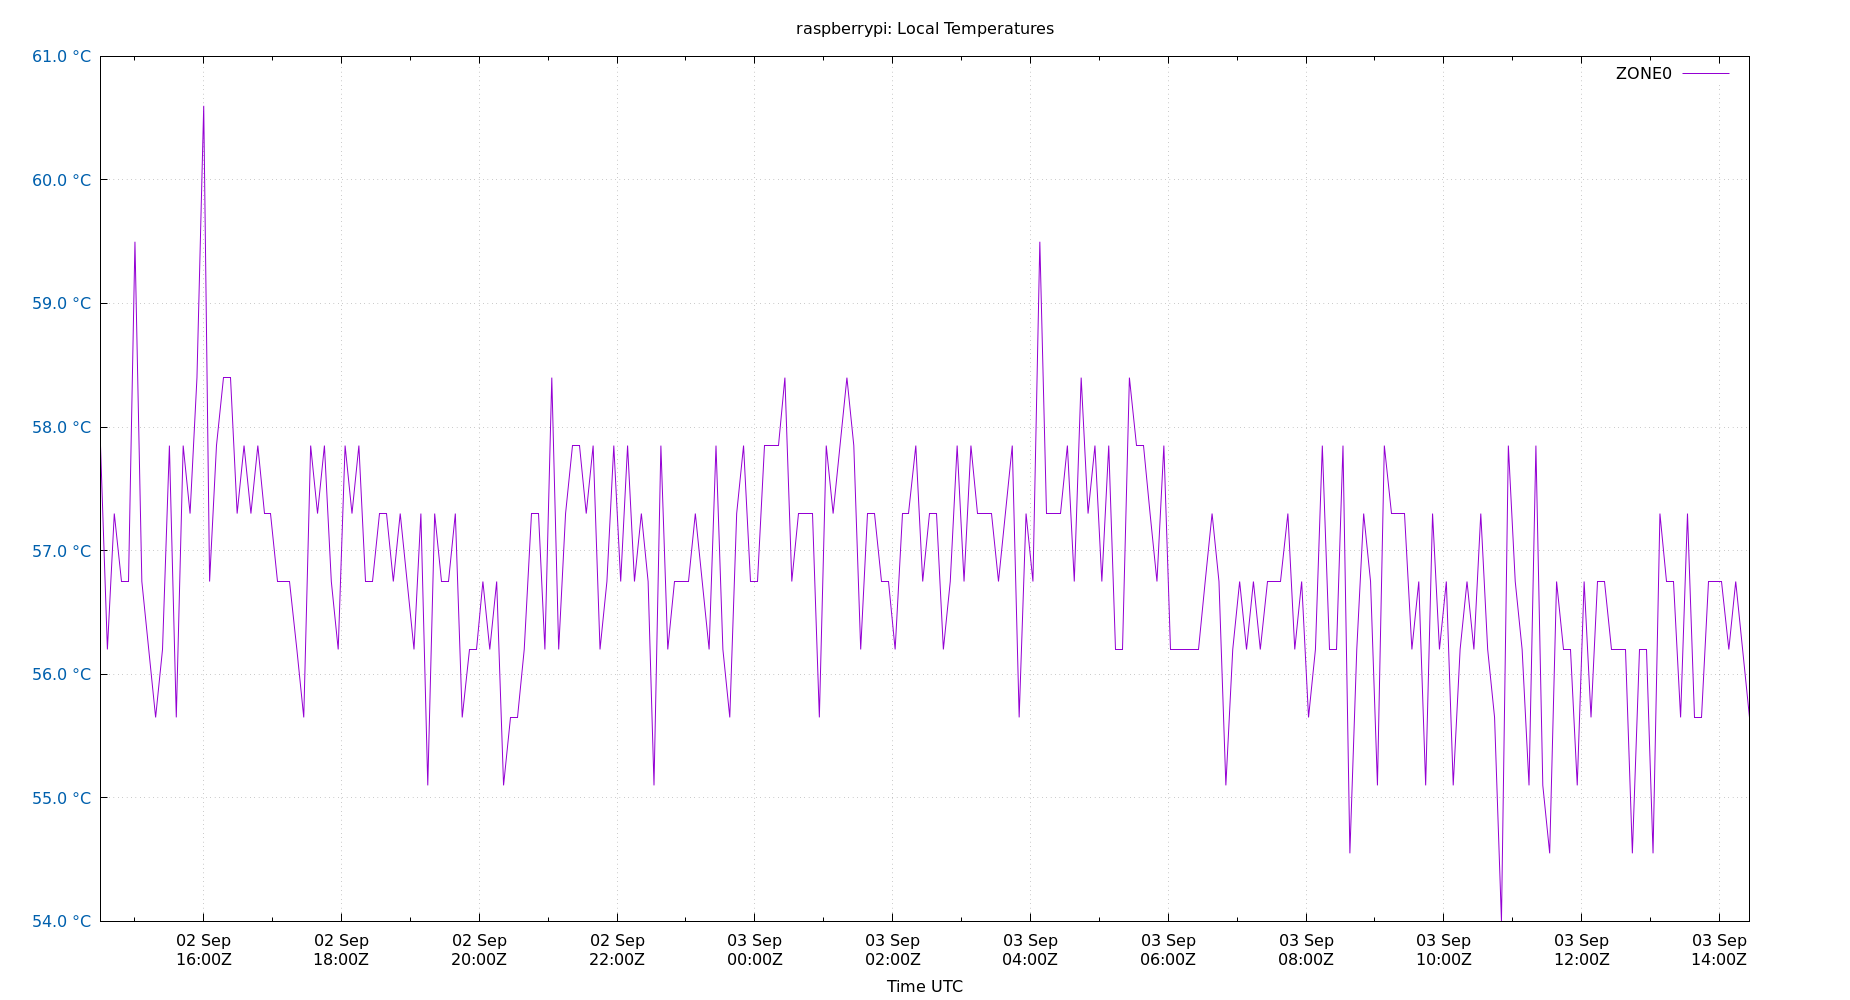 raspberrypi: Local Temperatures
61.0 °C
ZONE0
60.0 °C
59.0 °C
58.0 °C
57.0 °C
56.0 °C
55.0 °C
54.0 °C
02 Sep 02 Sep 02 Sep 02 Sep 03 Sep 03 Sep 03 Sep 03 Sep 03 Sep 03 Sep 03 Sep 03 Sep
16:00Z 18:00Z 20:00Z 22:00Z 00:00Z 02:00Z 04:00Z 06:00Z 08:00Z 10:00Z 12:00Z 14:00Z
Time UTC